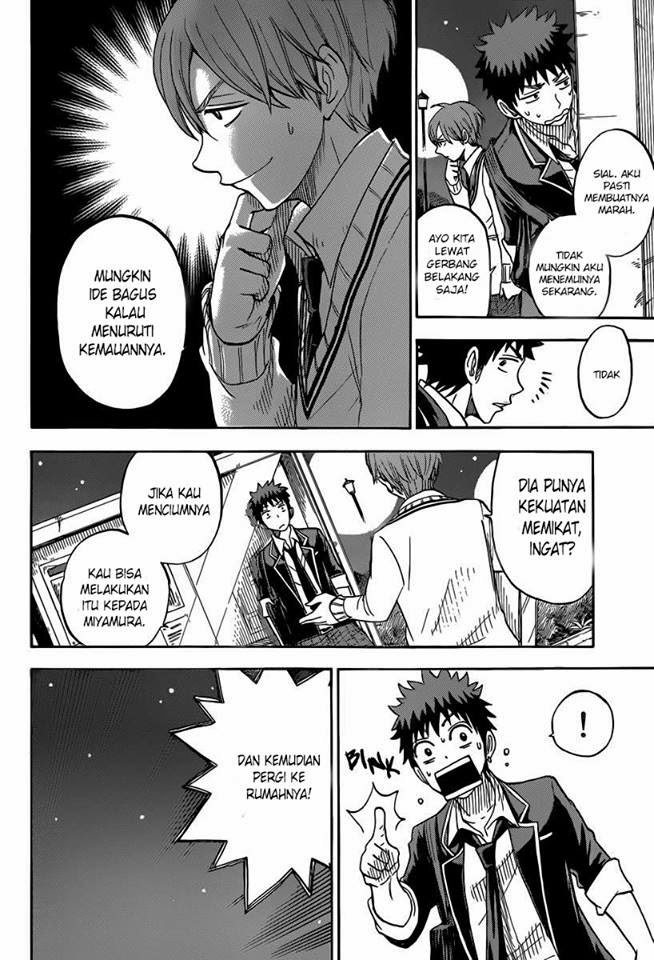 SIAL. AKU
PASTI
MEMBUATNYA
MARAH.
TIDAK
MUNGKIN AKU
MENEMUINYA
SEKARANG.
AYO KITA
LEWAT
GERBANG
BELAKANG
SAJA!
TIDAK
MUNGKIN
IDE BAGUS
KALAU
MENURUTI
KEMAUANNYA.
DIA PUNYA
KEKUATAN
MEMIKAT,
INGAT?
JIKA KAU
MENCIUMNYA
KAU BISA
MELAKUKAN
ITU KEPADA
MIYAMURA.
!
BINK
DAN KEMUDIAN
PERGI KE
RUMAHNYA!